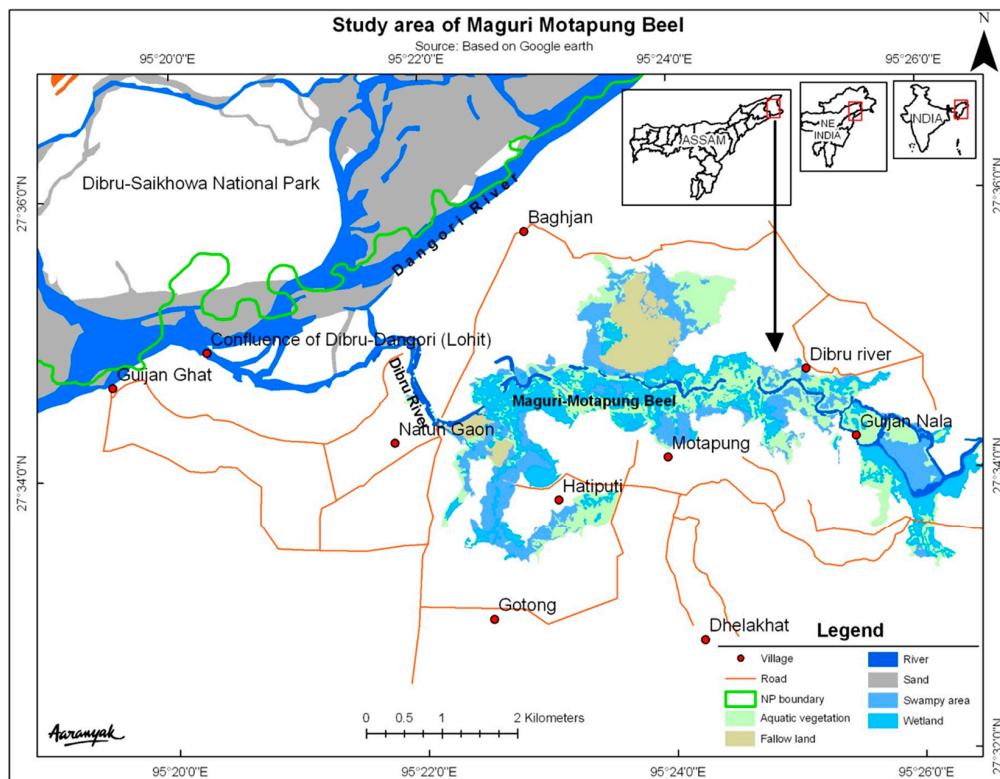 Study area of Maguri Motapung Beel
Source: Based on Google earth
N
95°20'0"E
95°22'0"E
95°24'0"E
95°26'0"E
27°36'0"N
27°36'0"N
ASSAM
NE
INDIA
INDIA
Dibru-Saikhowa National Park
Dangori River
Baghjan
Confluence of Dibru-Dangori (Lohit)
Dibru river
Guijan Ghat
Dibru River
Maguri-Motapung Beel
Guijan Nala
Natun Gaon
Motapung
27°34'0"N
27°34'0"N
Hatiputi
Gotong
Dhelakhat
Legend
Village
River
Road
Sand
NP boundary
Swampy area
Aquatic vegetation
Wetland
Fallow land
0 0.5 1 2 Kilometers
Aaranyak
27°32'0"N
95°20'0"E
95°22'0"E
95°24'0"E
95°26'0"E